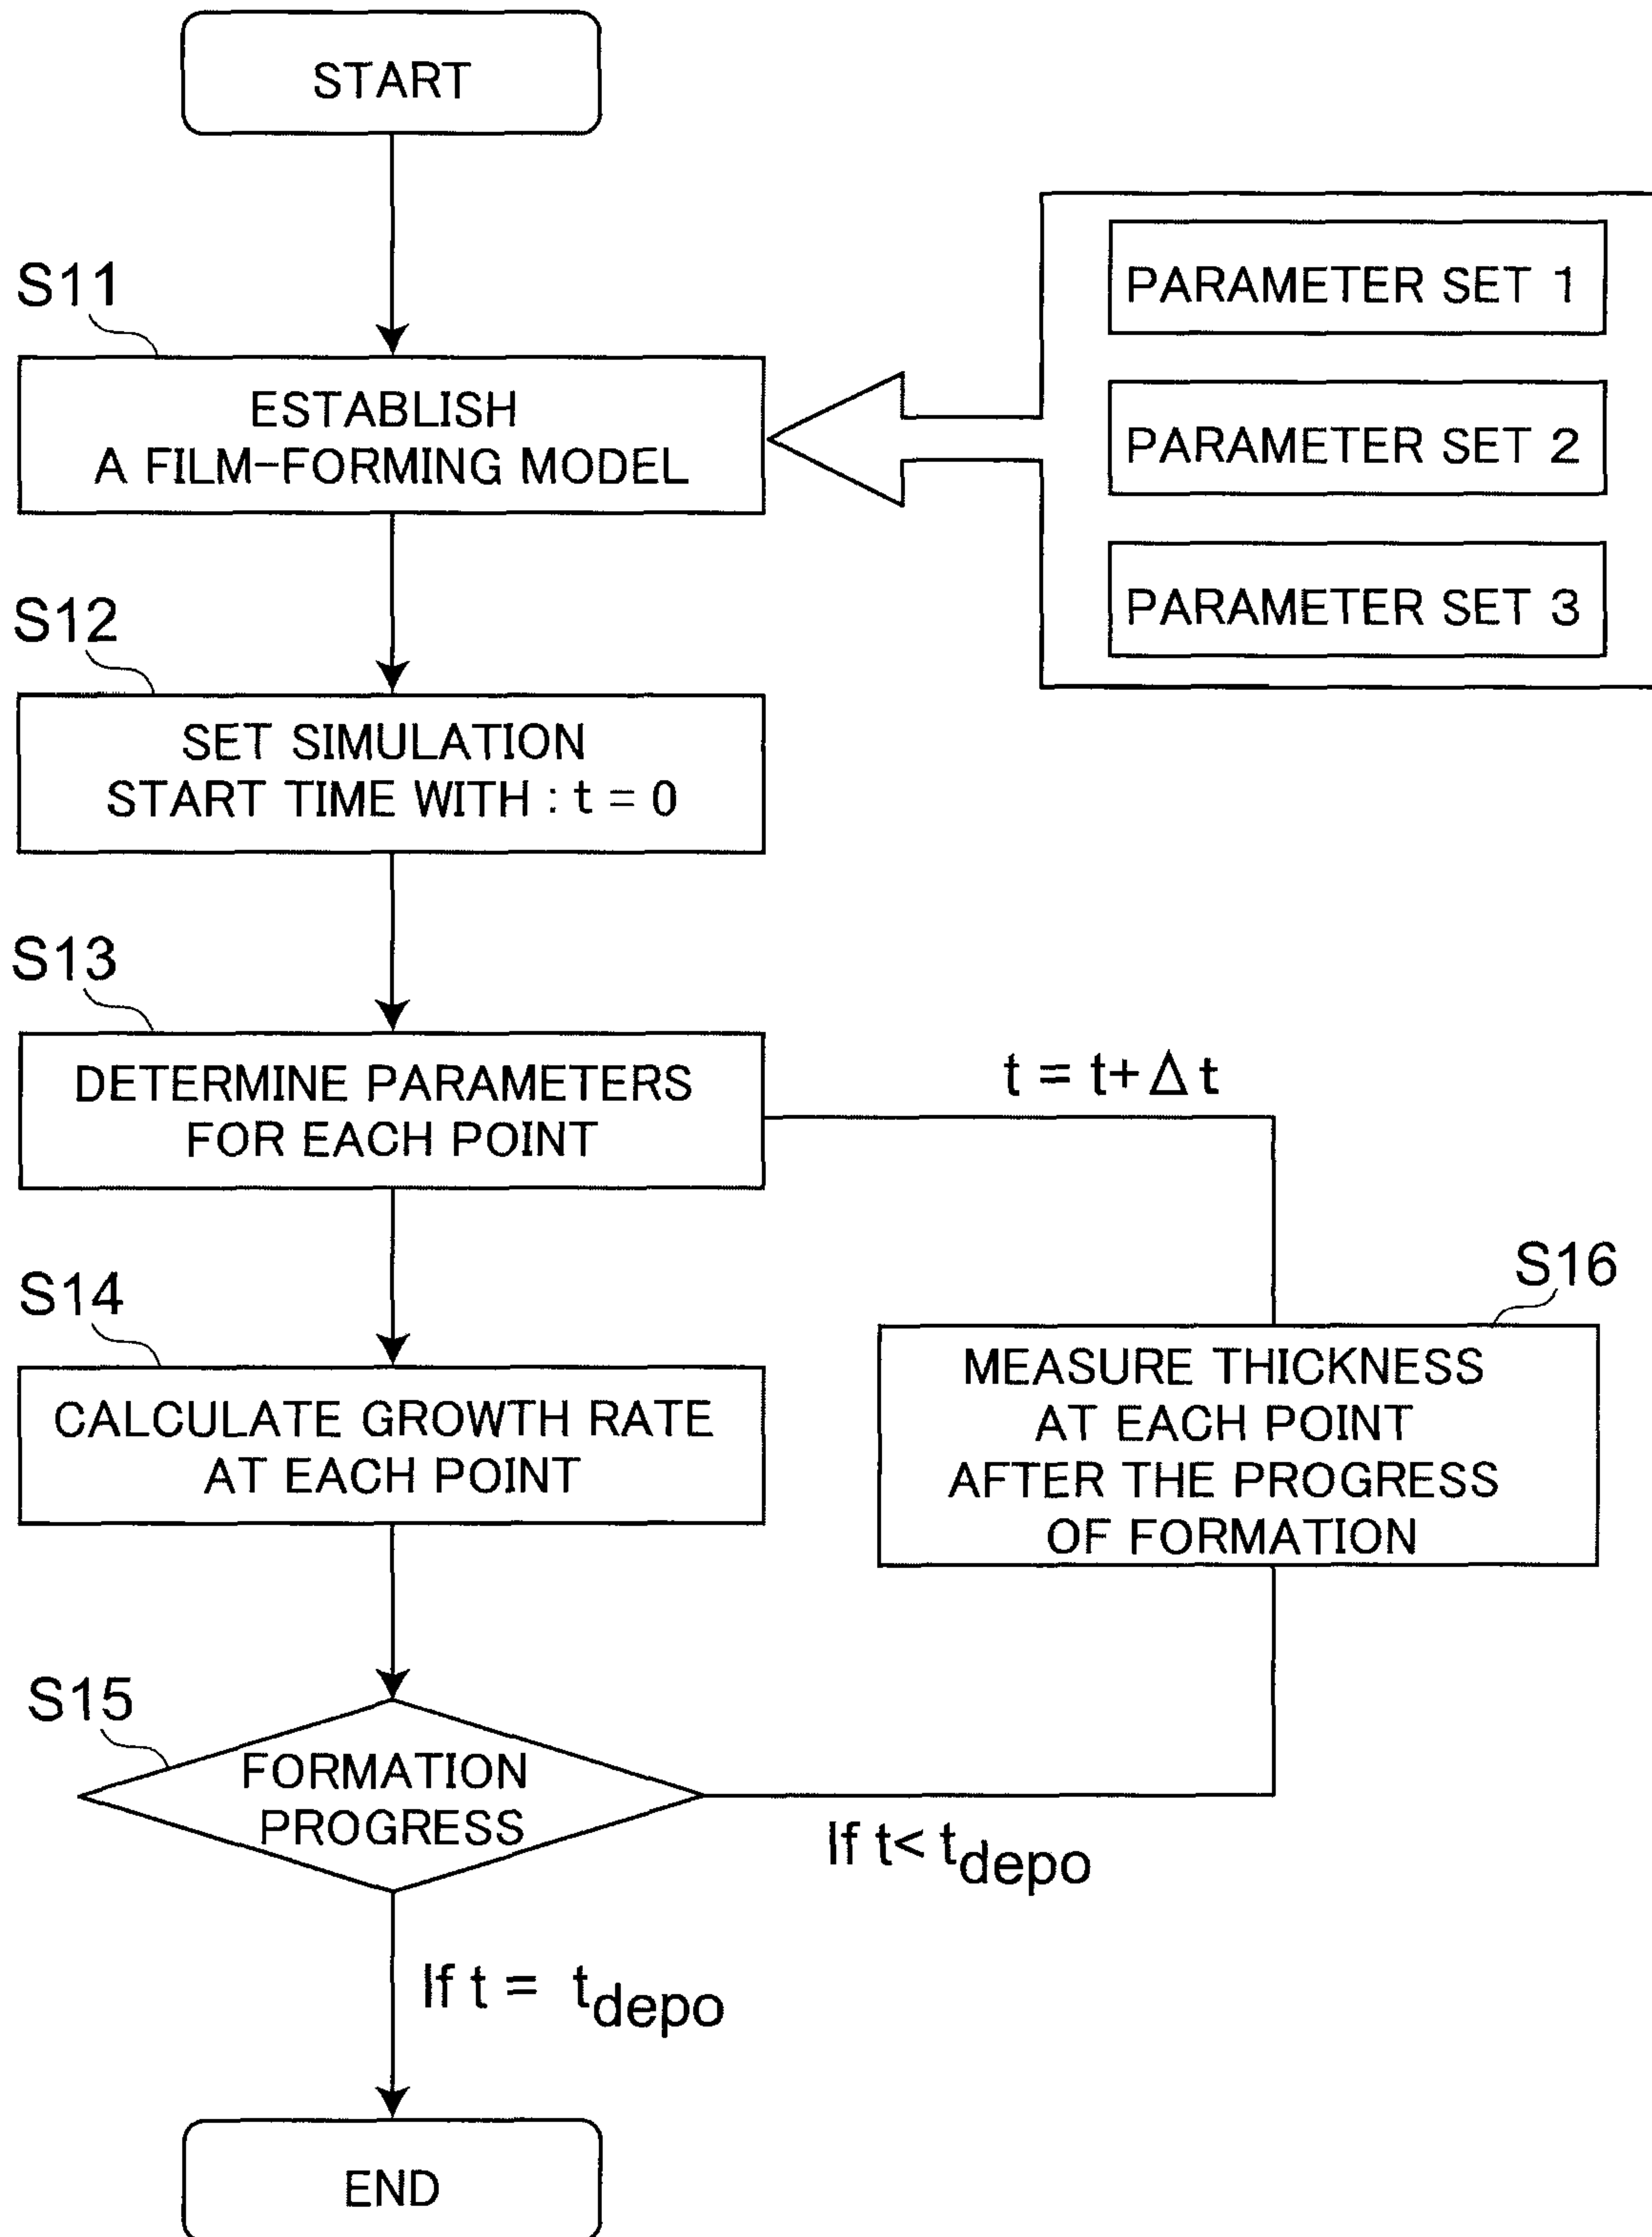 START
S11
ESTABLISH
A FILM-FORMING MODEL
PARAMETER SET 1
PARAMETER SET 2
PARAMETER SET 3
S12
SET SIMULATION
START TIME WITH : t = 0
S13
DETERMINE PARAMETERS
FOR EACH POINT
t = t+Δt
S14
CALCULATE GROWTH RATE
AT EACH POINT
S16
MEASURE THICKNESS
AT EACH POINT
AFTER THE PROGRESS
OF FORMATION
S15
FORMATION
PROGRESS
If t< tdepo
If t = tdepo
END